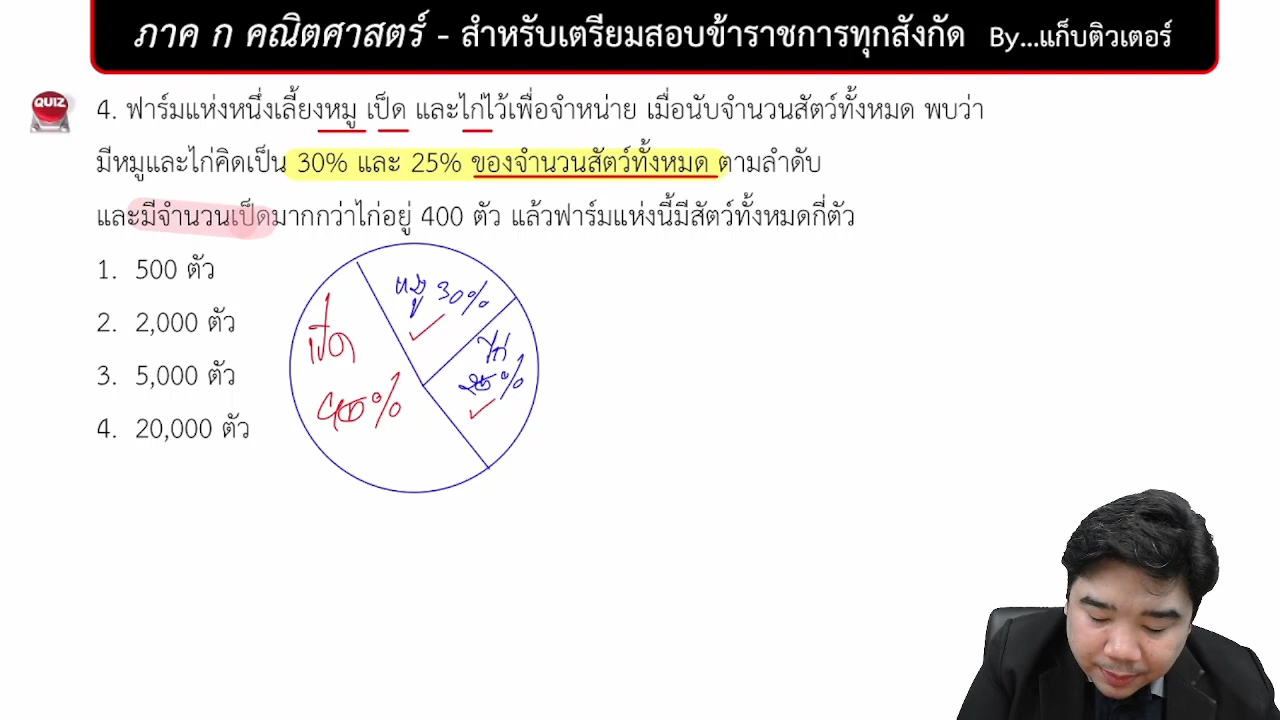 ภาค ก คณิตศาสตร์ - สำหรับเตรียมสอบข้าราชการทุกสังกัด By...แก็บติวเตอร์
QUIZ
4. ฟาร์มแห่งหนึ่งเลี้ยงหมู เป็ด และไก่ไว้เพื่อจำหน่าย เมื่อนับจำนวนสัตว์ทั้งหมด พบว่า
มีหมูและไก่คิดเป็น 30% และ 25% ของจำนวนสัตว์ทั้งหมด ตามลำดับ
และมีจำนวนเป็ดมากกว่าไก่อยู่ 400 ตัว แล้วฟาร์มแห่งนี้มีสัตว์ทั้งหมดกี่ตัว
1. 500 ตัว
2. 2,000 ตัว
3. 5,000 ตัว
4. 20,000 ตัว
หมู 30%
เป็ด
45%
ไก่
25%